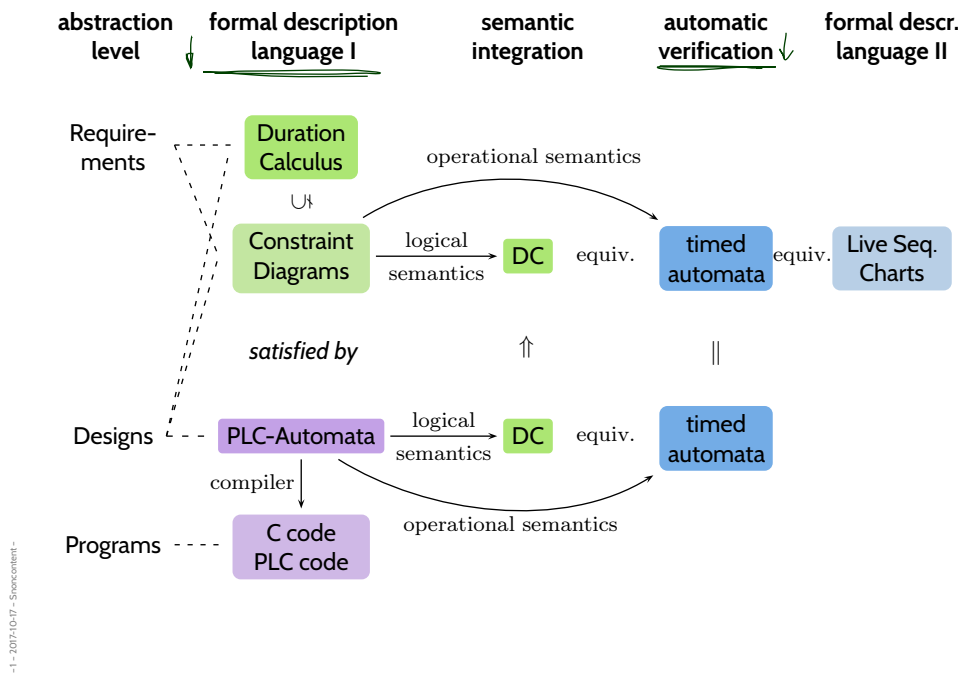 abstraction
level
formal description
language I
semantic
integration
automatic
verification
formal descr.
language II
Require-
ments
Duration
Calculus
operational semantics
Constraint
Diagrams
logical
semantics
DC
equiv.
timed
automata
equiv.
Live Seq.
Charts
satisfied by
⇑
||
Designs
PLC-Automata
logical
semantics
DC
equiv.
timed
automata
compiler
operational semantics
Programs
C code
PLC code
– 1 – 2017-10-17 – Snoncontent –